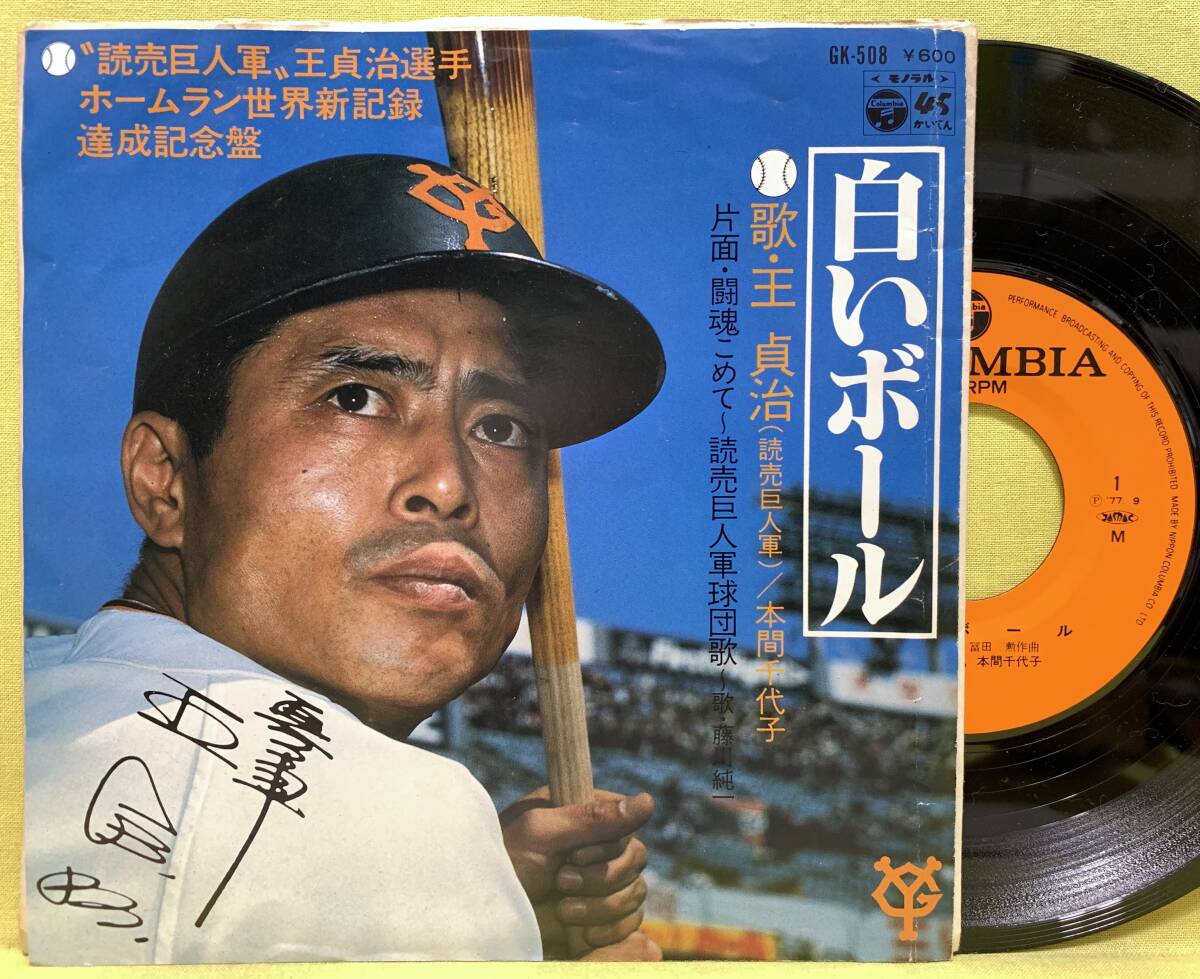 〝読売巨人軍〟王貞治選手
ホームラン世界新記録
達成記念盤
GK-508 ￥600
<モノラル>
Columbia
45
かいてん
白いボール
歌・王 貞治(読売巨人軍)/本間千代子
片面・闘魂こめて〜読売巨人軍球団歌〜歌・藤川純一
YG
YG
PERFORMANCE, BROADCASTING AND COPYING OF THIS RECORD PROHIBITED MADE BY NIPPON COLUMBIA CO. LTD
MBIA
RPM
1
Ⓟ '77. 9
JASRAC
M
ボール
冨田 勲作曲
本間千代子